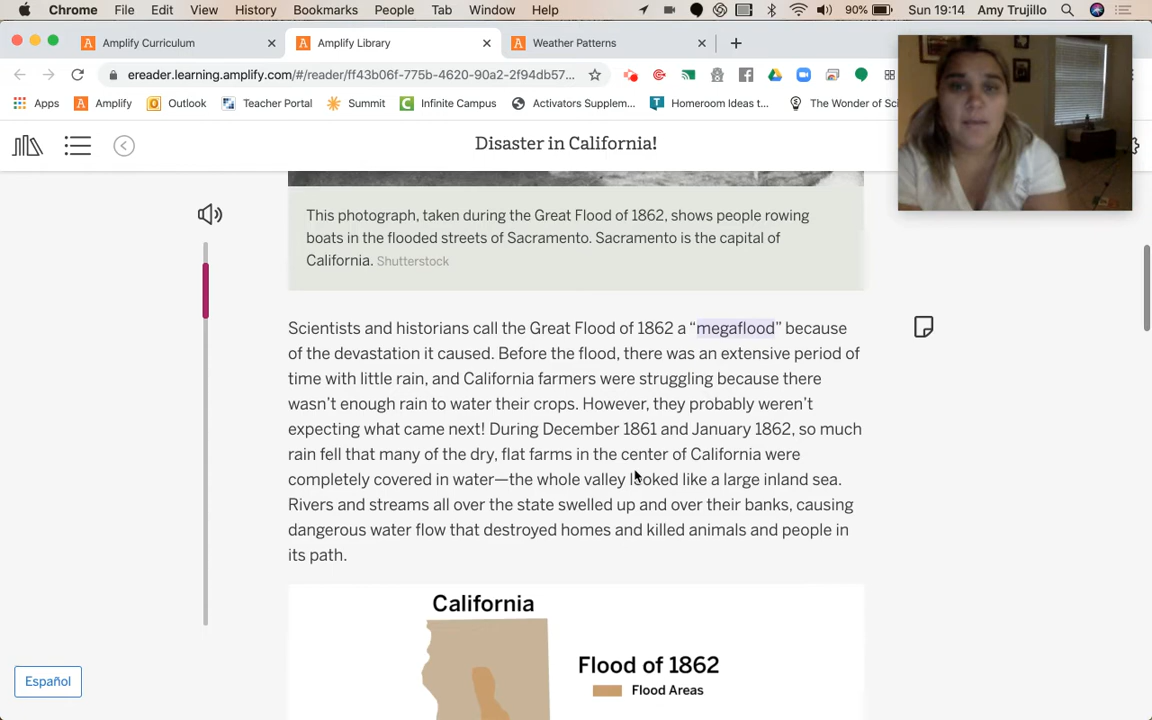 Chrome File Edit View History Bookmarks People Tab Window Help 90% Sun 19:14 Amy Trujillo
Amplify Curriculum Amplify Library Weather Patterns
ereader.learning.amplify.com/#/reader/ff43b06f-775b-4620-90a2-2f94db57...
Apps Amplify Outlook Teacher Portal Summit Infinite Campus Activators Supplem... Homeroom Ideas t... The Wonder of Sci
Disaster in California!
This photograph, taken during the Great Flood of 1862, shows people rowing
boats in the flooded streets of Sacramento. Sacramento is the capital of
California. Shutterstock
Scientists and historians call the Great Flood of 1862 a “megaflood” because
of the devastation it caused. Before the flood, there was an extensive period of
time with little rain, and California farmers were struggling because there
wasn’t enough rain to water their crops. However, they probably weren’t
expecting what came next! During December 1861 and January 1862, so much
rain fell that many of the dry, flat farms in the center of California were
completely covered in water—the whole valley looked like a large inland sea.
Rivers and streams all over the state swelled up and over their banks, causing
dangerous water flow that destroyed homes and killed animals and people in
its path.
California
Flood of 1862
Flood Areas
Español